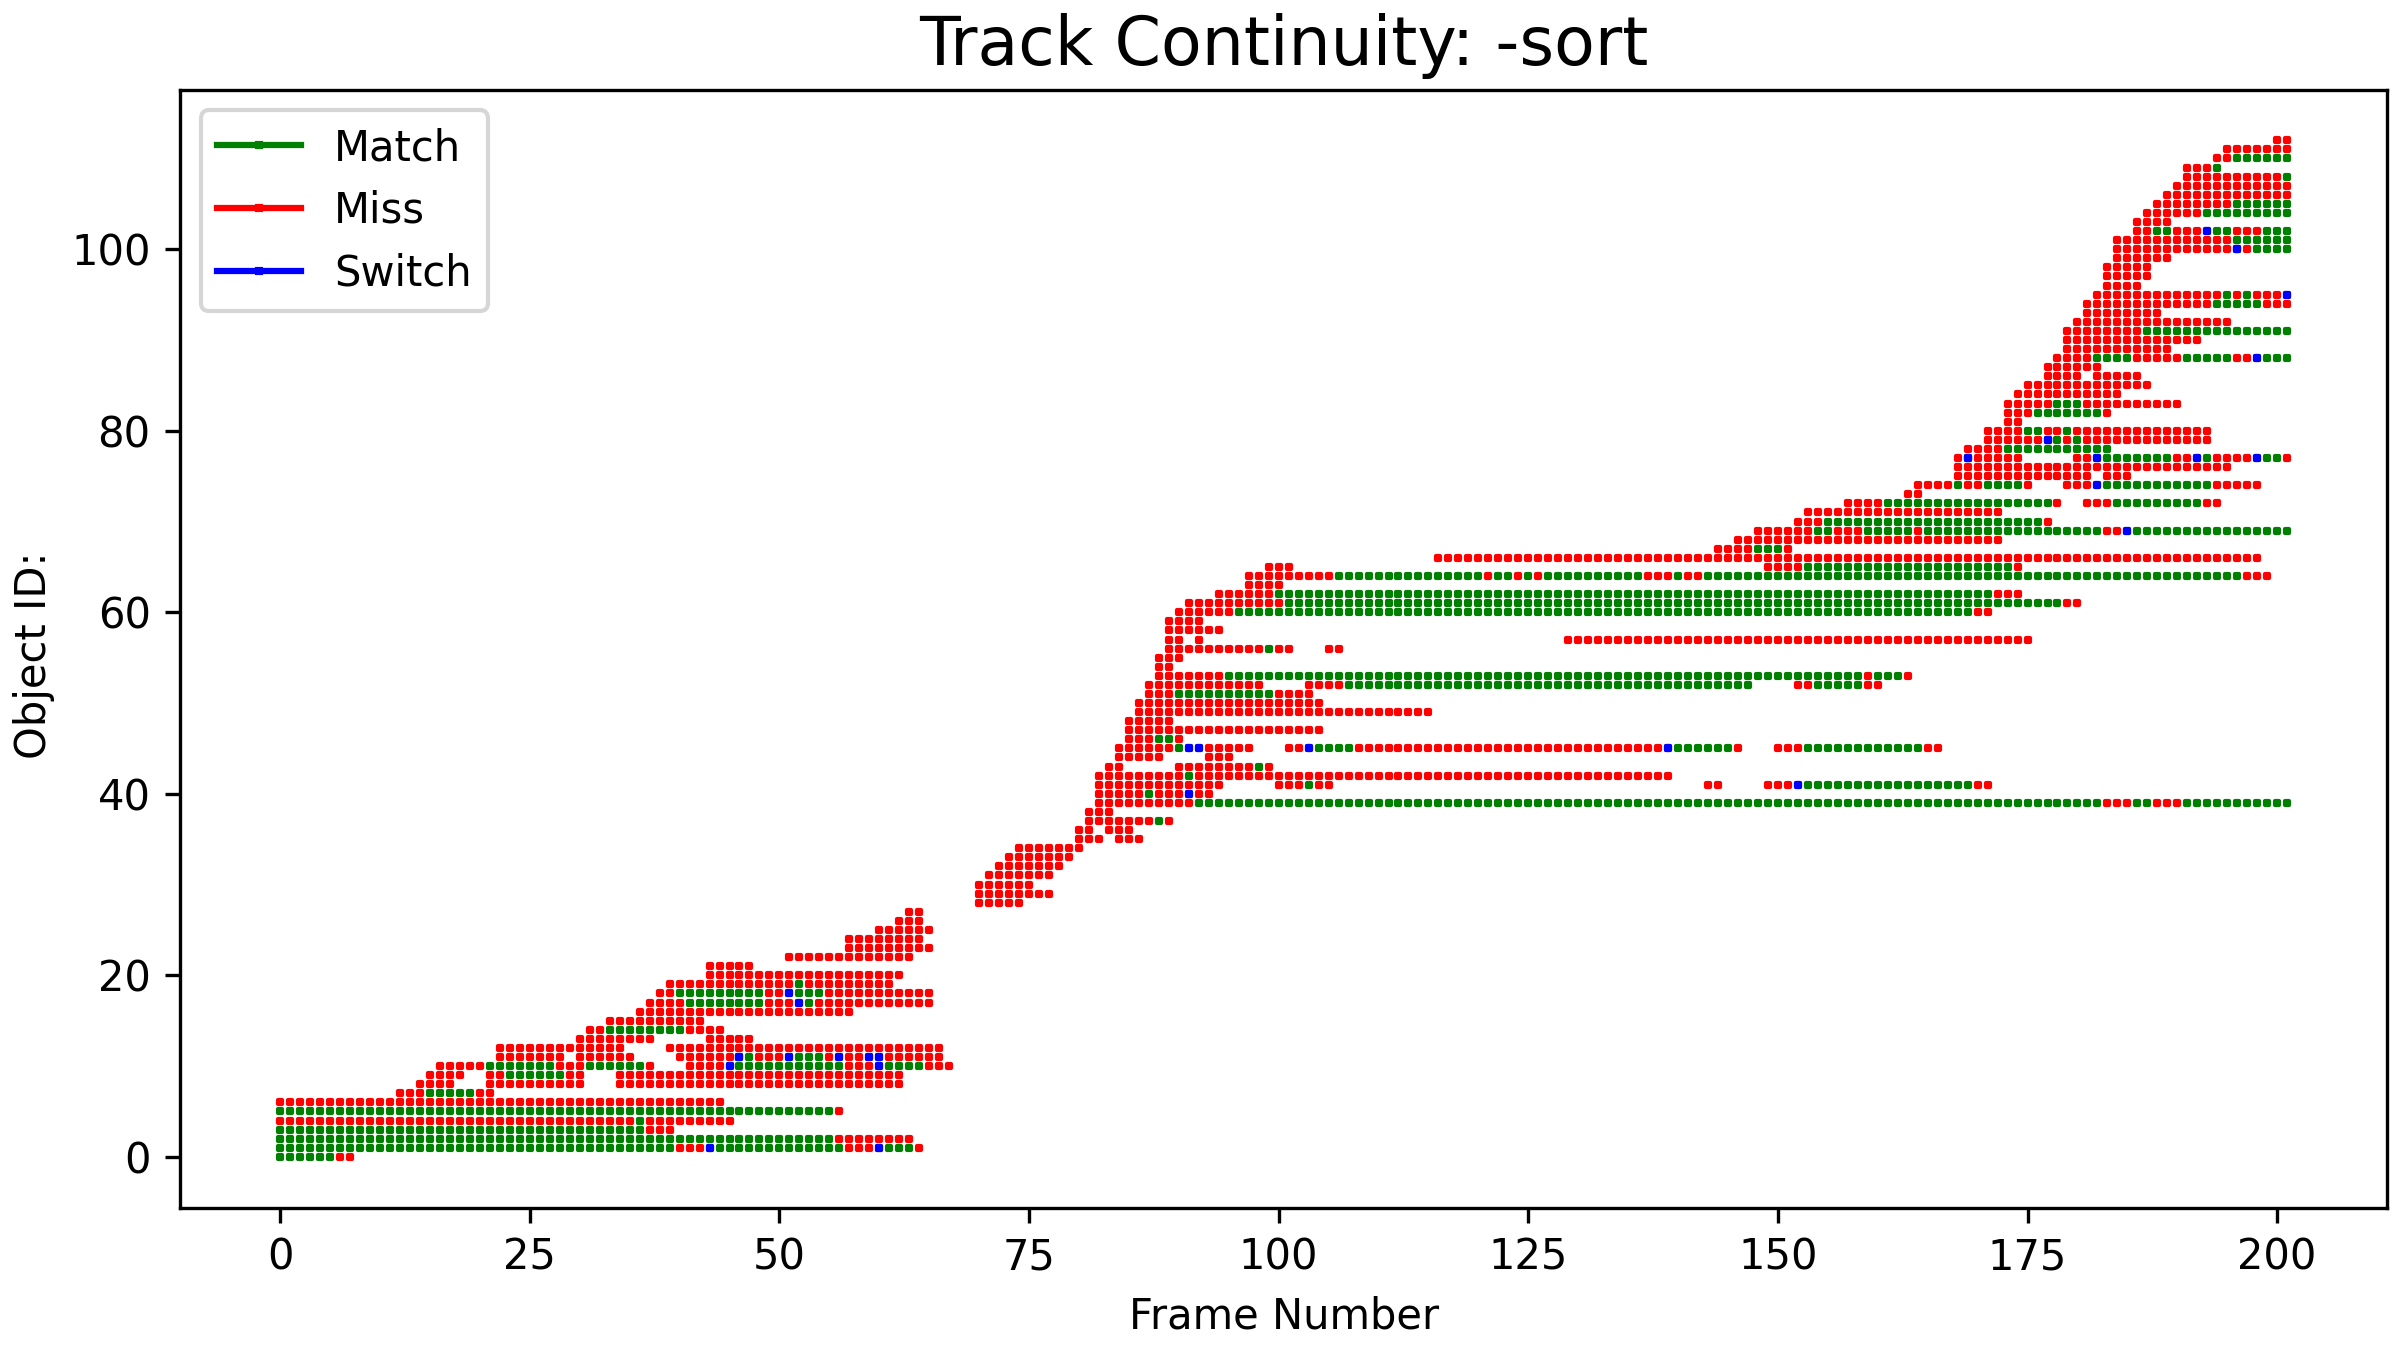 Track Continuity: -sort
Match
Miss
Switch
100
80
60
40
20
0
Object ID:
0 25 50 75 100 125 150 175 200
Frame Number